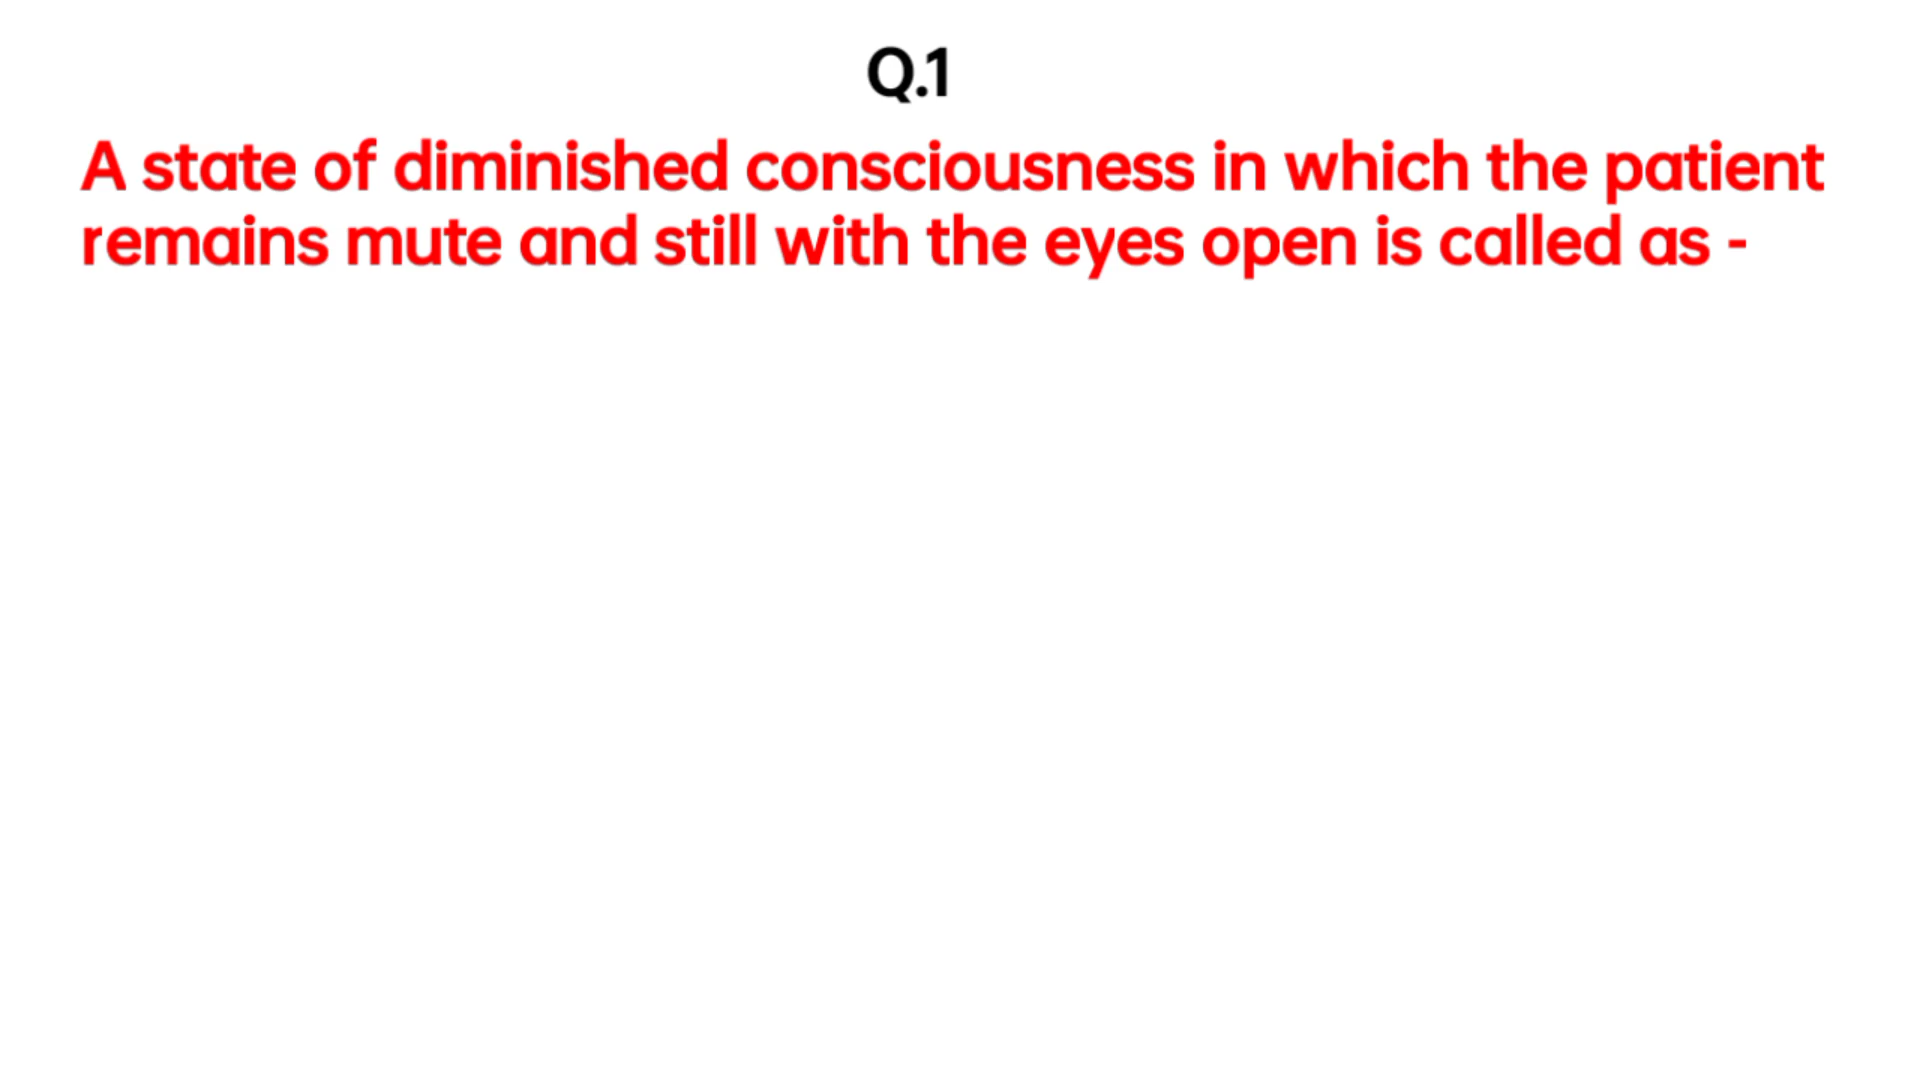 Q.1
A state of diminished consciousness in which the patient
remains mute and still with the eyes open is called as -